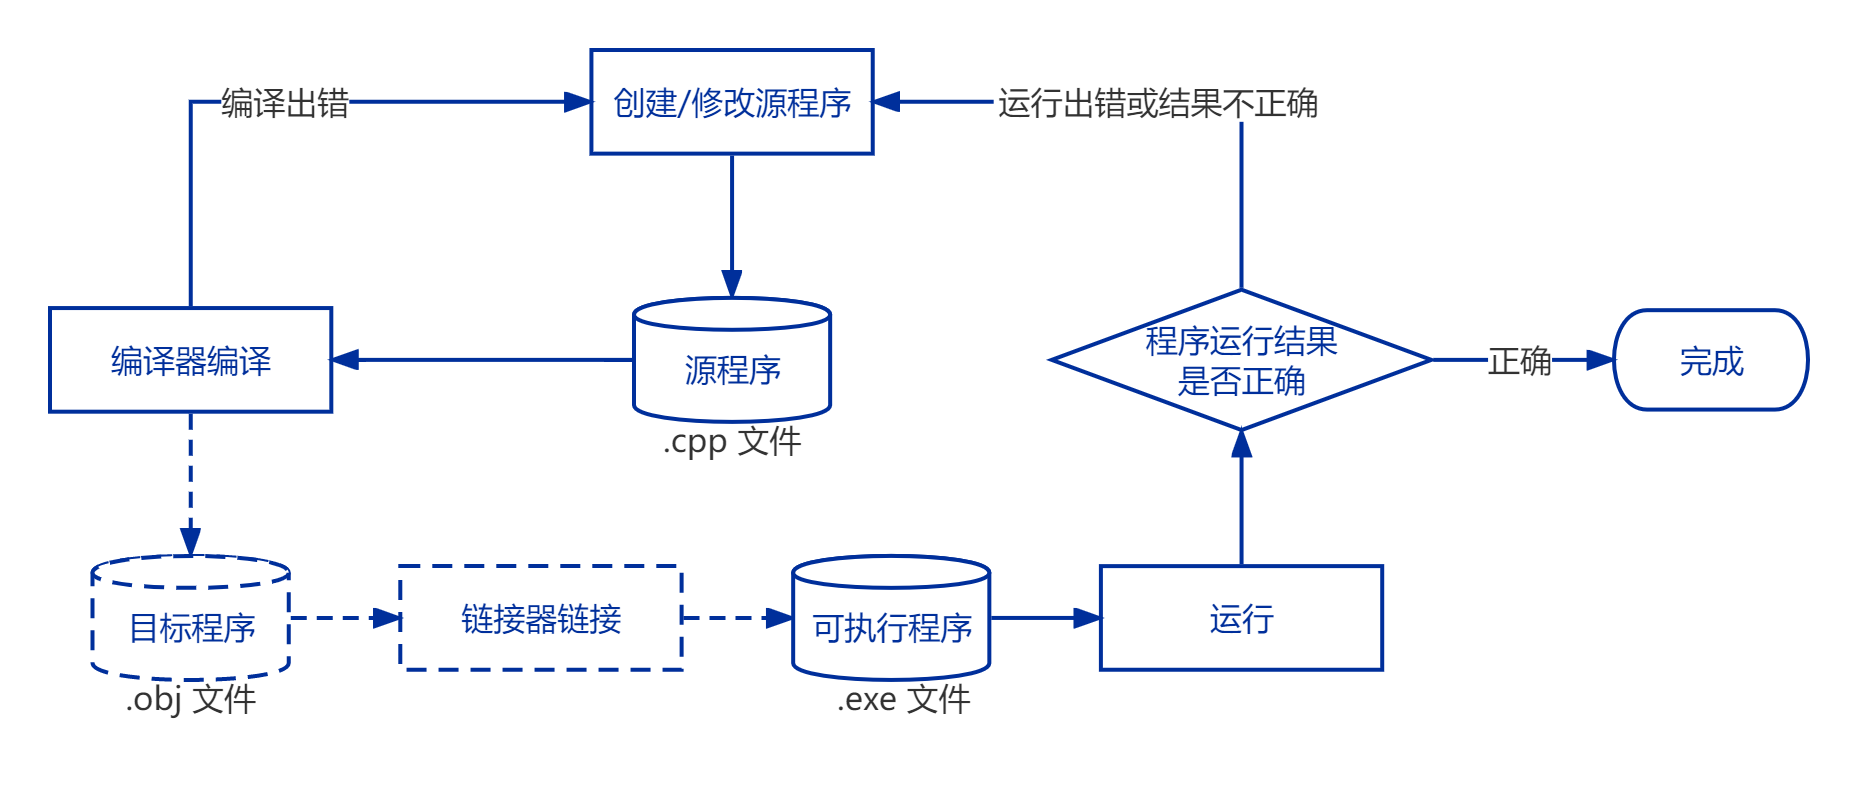 编译出错
创建/修改源程序
运行出错或结果不正确
编译器编译
源程序
.cpp 文件
程序运行结果
是否正确
正确
完成
目标程序
.obj 文件
链接器链接
可执行程序
.exe 文件
运行